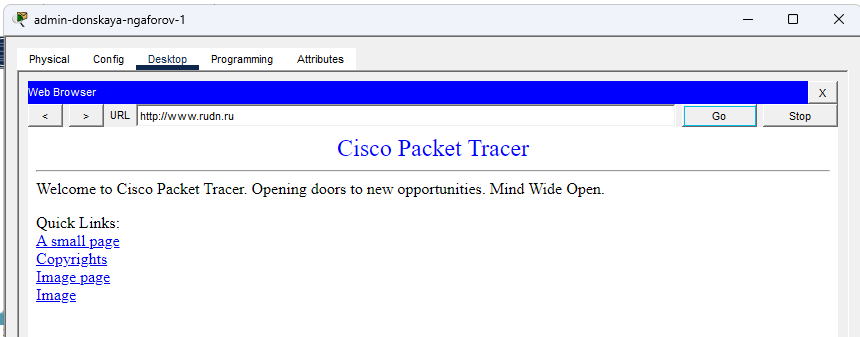 admin-donskaya-ngaforov-1
Physical Config Desktop Programming Attributes
Web Browser X
< > URL http://www.rudn.ru Go Stop
Cisco Packet Tracer
Welcome to Cisco Packet Tracer. Opening doors to new opportunities. Mind Wide Open.
Quick Links:
A small page
Copyrights
Image page
Image